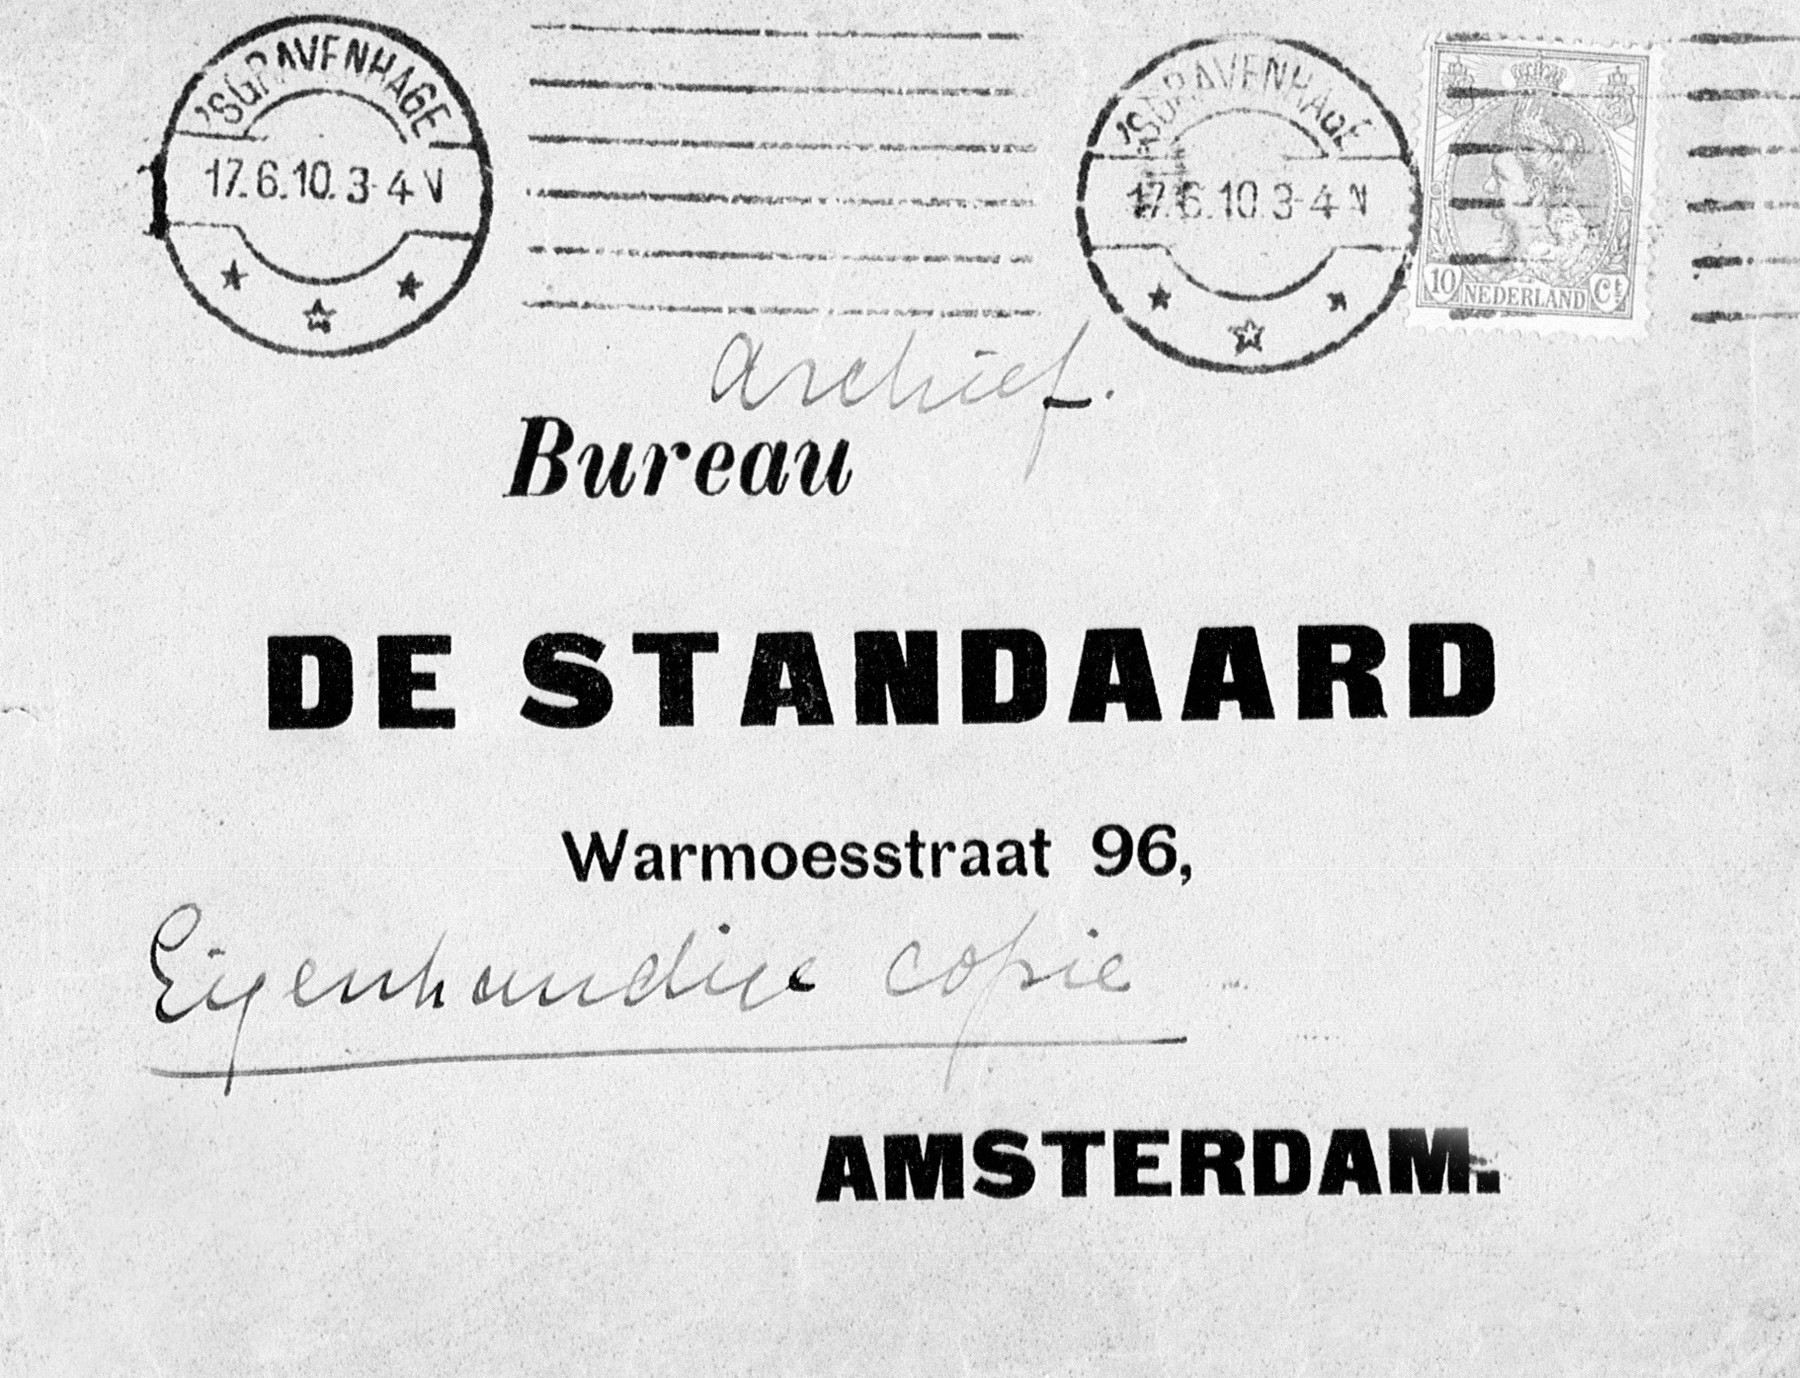 'SGRAVENHAGE
17.6.10. 3-4 N
'SGRAVENHAGE
17.6.10. 3-4 N
10 NEDERLAND Ct
archief.
Bureau
DE STANDAARD
Warmoesstraat 96,
Eigenhandige copie
AMSTERDAM.